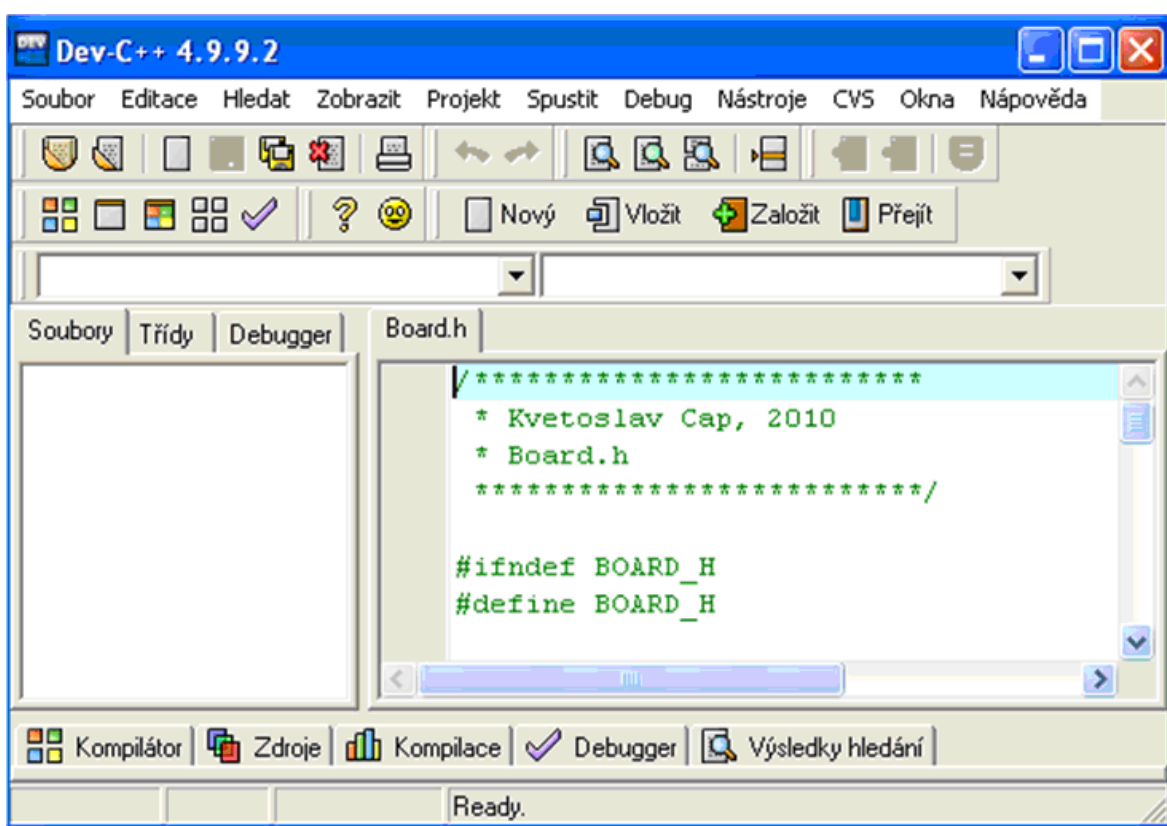 Dev-C++ 4.9.9.2
Soubor Editace Hledat Zobrazit Projekt Spustit Debug Nástroje CVS Okna Nápověda
Nový Vložit Založit Přejít
Soubory Třídy Debugger Board.h
/**************************
* Kvetoslav Cap, 2010
* Board.h
**************************/
#ifndef BOARD_H
#define BOARD_H
Kompilátor Zdroje Kompilace Debugger Výsledky hledání
Ready.